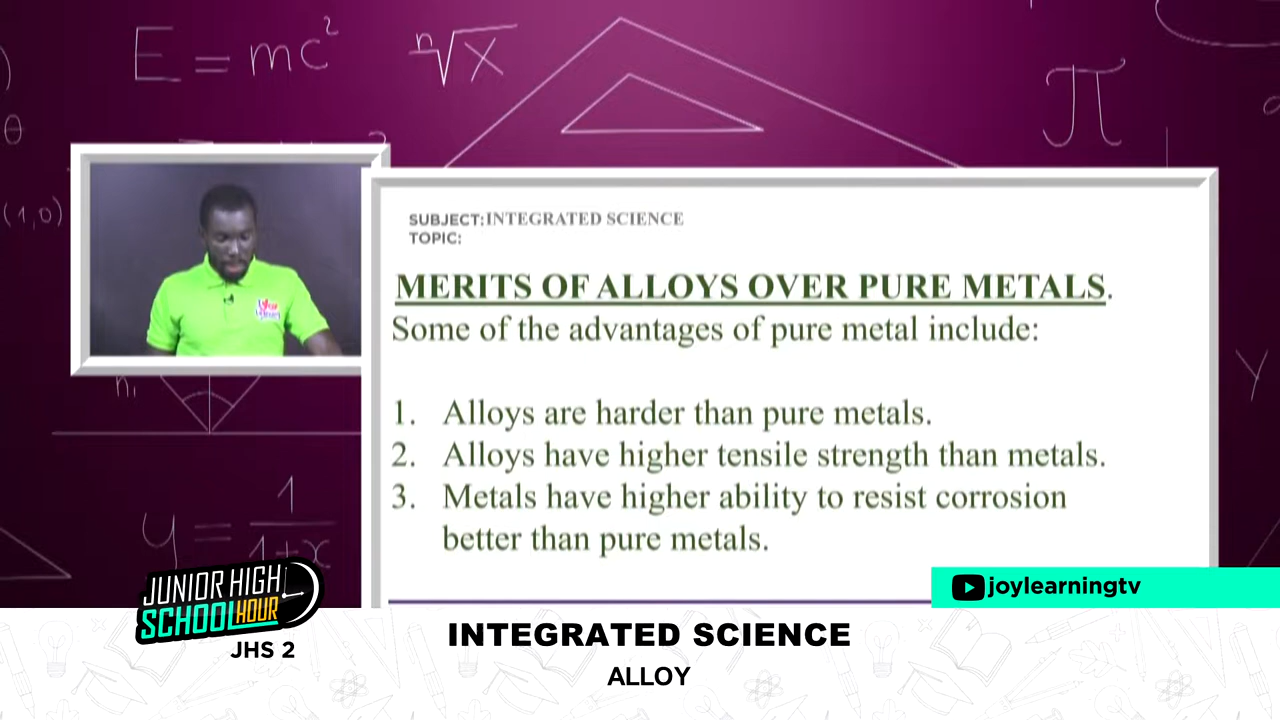 E = mc²
ⁿ√x
π
θ
(1,0)
n₁
y = 1/1+x
Y
SUBJECT: INTEGRATED SCIENCE
TOPIC:
MERITS OF ALLOYS OVER PURE METALS.
Some of the advantages of pure metal include:
1. Alloys are harder than pure metals.
2. Alloys have higher tensile strength than metals.
3. Metals have higher ability to resist corrosion
better than pure metals.
joylearningtv
JUNIOR HIGH
SCHOOL HOUR
JHS 2
INTEGRATED SCIENCE
ALLOY